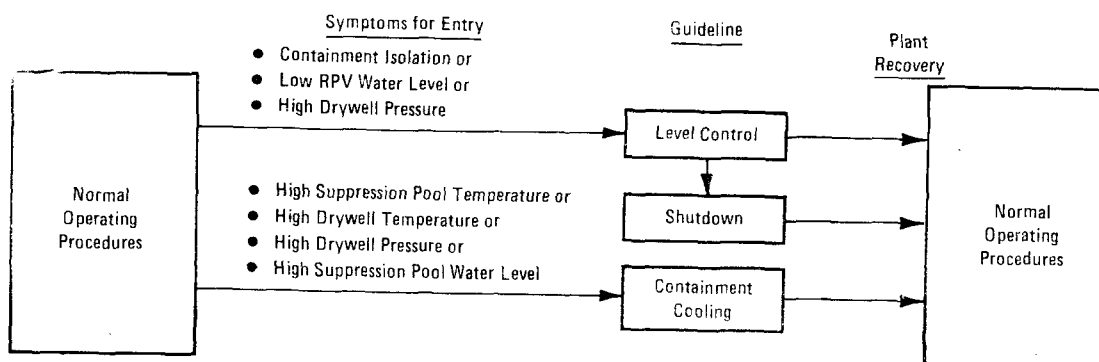 Symptoms for Entry
Guideline
Plant
Recovery
● Containment Isolation or
● Low RPV Water Level or
● High Drywell Pressure
Level Control
Normal
Operating
Procedures
● High Suppression Pool Temperature or
● High Drywell Temperature or
● High Drywell Pressure or
● High Suppression Pool Water Level
Shutdown
Containment
Cooling
Normal
Operating
Procedures